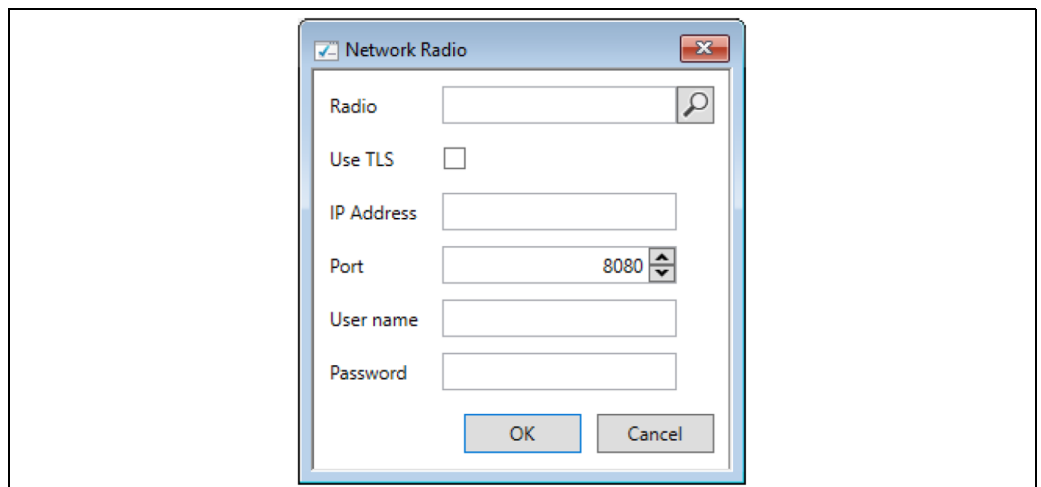 Network Radio
Radio
Use TLS
IP Address
Port 8080
User name
Password
OK Cancel